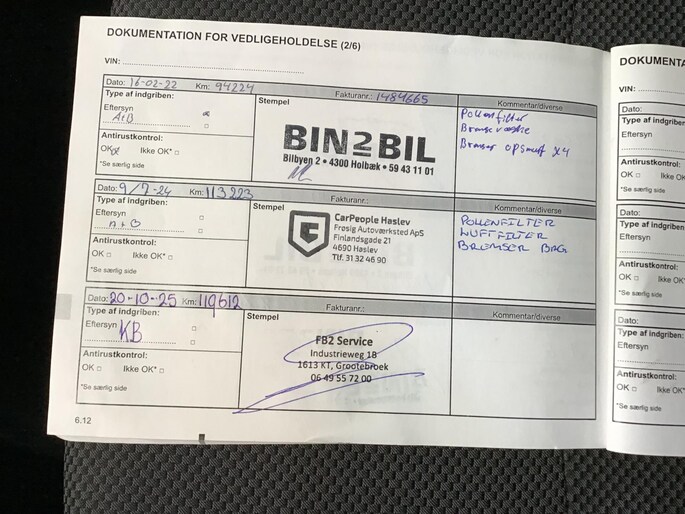 DOKUMENTATION FOR VEDLIGEHOLDELSE (2/6)
VIN:
Dato: 16-02-22 Km: 94224 Fakturanr.: 1484665
Type af indgriben:
Eftersyn
A+B
Antirustkontrol:
OK Ikke OK*
*Se særlig side
Stempel
BIN2BIL
Bilbyen 2 • 4300 Holbæk • 59 43 11 01
Kommentar/diverse
Pollenfilter
Bremsevæske
Bremser opsmurt x4
Dato: 9/7-24 Km: 113223 Fakturanr.:
Type af indgriben:
Eftersyn
A+B
Antirustkontrol:
OK Ikke OK*
*Se særlig side
Stempel
CarPeople Haslev
Frøsig Autoværksted ApS
Finlandsgade 21
4690 Haslev
Tlf. 31 32 46 90
Kommentar/diverse
POLLENFILTER
LUFTFILTER
BREMSER BAG
Dato: 20-10-25 Km: 119612 Fakturanr.:
Type af indgriben:
Eftersyn KB
Antirustkontrol:
OK Ikke OK*
*Se særlig side
Stempel
FB2 Service
Industrieweg 1B
1613 KT, Grootebroek
06 49 55 72 00
Kommentar/diverse
6.12
DOKUMENTA
VIN:
Dato:
Type af indgriben:
Eftersyn
Antirustkontrol:
OK Ikke OK
*Se særlig side
Dato:
Type af indgriben:
Eftersyn
Antirustkontrol:
OK Ikke OK
*Se særlig side
Dato:
Type af indgriben:
Eftersyn
Antirustkontrol:
OK Ikke OK
*Se særlig side